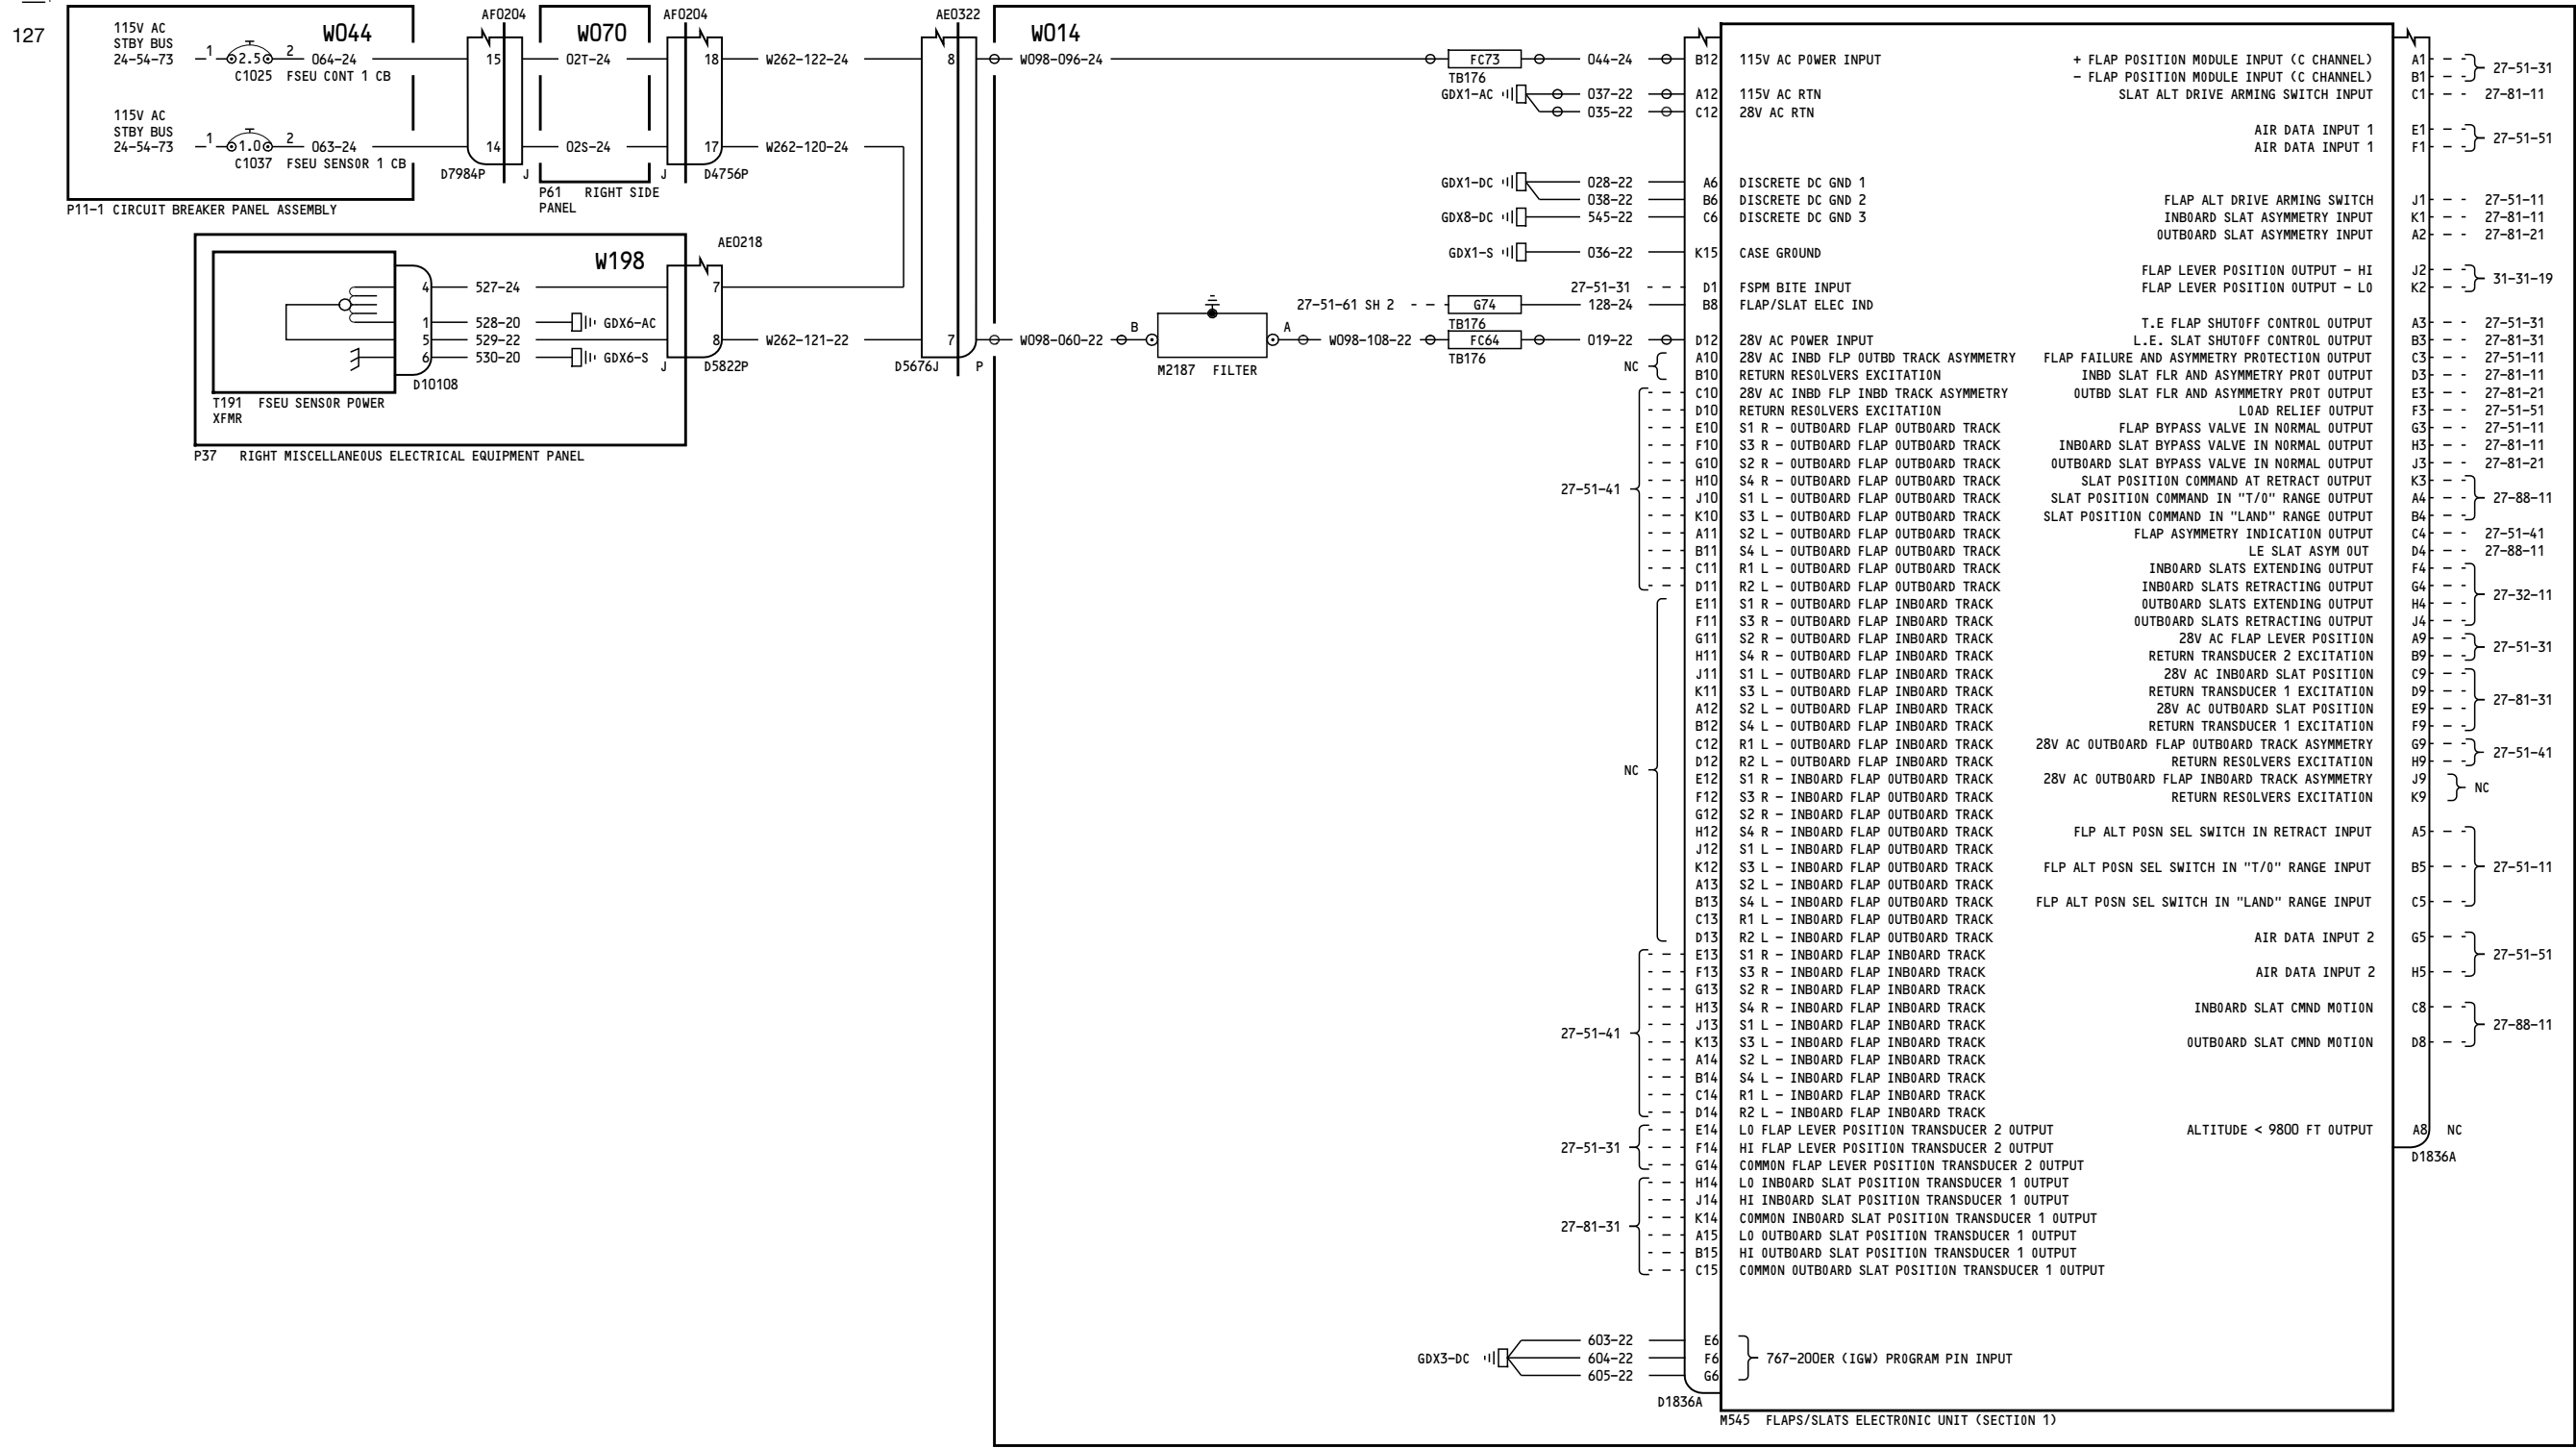 127
W044
115V AC
STBY BUS
24-54-73
1
2.5
2
064-24
C1025 FSEU CONT 1 CB
115V AC
STBY BUS
24-54-73
1
1.0
2
063-24
C1037 FSEU SENSOR 1 CB
P11-1 CIRCUIT BREAKER PANEL ASSEMBLY
AF0204
15
14
D7984P
J
W070
02T-24
02S-24
P61 RIGHT SIDE
PANEL
AF0204
18
17
J
D4756P
W262-122-24
W262-120-24
AE0322
8
7
D5676J
P
W198
AE0218
4
527-24
7
1
528-20
GDX6-AC
5
529-22
8
W262-121-22
6
530-20
GDX6-S
D10108
J
D5822P
T191 FSEU SENSOR POWER
XFMR
P37 RIGHT MISCELLANEOUS ELECTRICAL EQUIPMENT PANEL
W014
W098-096-24
FC73
TB176
044-24
GDX1-AC
037-22
035-22
GDX1-DC
028-22
038-22
GDX8-DC
545-22
GDX1-S
036-22
27-51-31
27-51-61 SH 2
G74
TB176
128-24
W098-060-22
B
A
M2187 FILTER
W098-108-22
FC64
TB176
019-22
NC
27-51-41
NC
27-51-41
27-51-31
27-81-31
GDX3-DC
603-22
604-22
605-22
B12 115V AC POWER INPUT
A12 115V AC RTN
C12 28V AC RTN
A6 DISCRETE DC GND 1
B6 DISCRETE DC GND 2
C6 DISCRETE DC GND 3
K15 CASE GROUND
D1 FSPM BITE INPUT
B8 FLAP/SLAT ELEC IND
D12 28V AC POWER INPUT
A10 28V AC INBD FLP OUTBD TRACK ASYMMETRY
B10 RETURN RESOLVERS EXCITATION
C10 28V AC INBD FLP INBD TRACK ASYMMETRY
D10 RETURN RESOLVERS EXCITATION
E10 S1 R - OUTBOARD FLAP OUTBOARD TRACK
F10 S3 R - OUTBOARD FLAP OUTBOARD TRACK
G10 S2 R - OUTBOARD FLAP OUTBOARD TRACK
H10 S4 R - OUTBOARD FLAP OUTBOARD TRACK
J10 S1 L - OUTBOARD FLAP OUTBOARD TRACK
K10 S3 L - OUTBOARD FLAP OUTBOARD TRACK
A11 S2 L - OUTBOARD FLAP OUTBOARD TRACK
B11 S4 L - OUTBOARD FLAP OUTBOARD TRACK
C11 R1 L - OUTBOARD FLAP OUTBOARD TRACK
D11 R2 L - OUTBOARD FLAP OUTBOARD TRACK
E11 S1 R - OUTBOARD FLAP INBOARD TRACK
F11 S3 R - OUTBOARD FLAP INBOARD TRACK
G11 S2 R - OUTBOARD FLAP INBOARD TRACK
H11 S4 R - OUTBOARD FLAP INBOARD TRACK
J11 S1 L - OUTBOARD FLAP INBOARD TRACK
K11 S3 L - OUTBOARD FLAP INBOARD TRACK
A12 S2 L - OUTBOARD FLAP INBOARD TRACK
B12 S4 L - OUTBOARD FLAP INBOARD TRACK
C12 R1 L - OUTBOARD FLAP INBOARD TRACK
D12 R2 L - OUTBOARD FLAP INBOARD TRACK
E12 S1 R - INBOARD FLAP OUTBOARD TRACK
F12 S3 R - INBOARD FLAP OUTBOARD TRACK
G12 S2 R - INBOARD FLAP OUTBOARD TRACK
H12 S4 R - INBOARD FLAP OUTBOARD TRACK
J12 S1 L - INBOARD FLAP OUTBOARD TRACK
K12 S3 L - INBOARD FLAP OUTBOARD TRACK
A13 S2 L - INBOARD FLAP OUTBOARD TRACK
B13 S4 L - INBOARD FLAP OUTBOARD TRACK
C13 R1 L - INBOARD FLAP OUTBOARD TRACK
D13 R2 L - INBOARD FLAP OUTBOARD TRACK
E13 S1 R - INBOARD FLAP INBOARD TRACK
F13 S3 R - INBOARD FLAP INBOARD TRACK
G13 S2 R - INBOARD FLAP INBOARD TRACK
H13 S4 R - INBOARD FLAP INBOARD TRACK
J13 S1 L - INBOARD FLAP INBOARD TRACK
K13 S3 L - INBOARD FLAP INBOARD TRACK
A14 S2 L - INBOARD FLAP INBOARD TRACK
B14 S4 L - INBOARD FLAP INBOARD TRACK
C14 R1 L - INBOARD FLAP INBOARD TRACK
D14 R2 L - INBOARD FLAP INBOARD TRACK
E14 LO FLAP LEVER POSITION TRANSDUCER 2 OUTPUT
F14 HI FLAP LEVER POSITION TRANSDUCER 2 OUTPUT
G14 COMMON FLAP LEVER POSITION TRANSDUCER 2 OUTPUT
H14 LO INBOARD SLAT POSITION TRANSDUCER 1 OUTPUT
J14 HI INBOARD SLAT POSITION TRANSDUCER 1 OUTPUT
K14 COMMON INBOARD SLAT POSITION TRANSDUCER 1 OUTPUT
A15 LO OUTBOARD SLAT POSITION TRANSDUCER 1 OUTPUT
B15 HI OUTBOARD SLAT POSITION TRANSDUCER 1 OUTPUT
C15 COMMON OUTBOARD SLAT POSITION TRANSDUCER 1 OUTPUT
E6
F6 767-200ER (IGW) PROGRAM PIN INPUT
G6
D1836A
M545 FLAPS/SLATS ELECTRONIC UNIT (SECTION 1)
+ FLAP POSITION MODULE INPUT (C CHANNEL) A1
- FLAP POSITION MODULE INPUT (C CHANNEL) B1
27-51-31
SLAT ALT DRIVE ARMING SWITCH INPUT C1 27-81-11
AIR DATA INPUT 1 E1
AIR DATA INPUT 1 F1
27-51-51
FLAP ALT DRIVE ARMING SWITCH J1 27-51-11
INBOARD SLAT ASYMMETRY INPUT K1 27-81-11
OUTBOARD SLAT ASYMMETRY INPUT A2 27-81-21
FLAP LEVER POSITION OUTPUT - HI J2
FLAP LEVER POSITION OUTPUT - LO K2
31-31-19
T.E FLAP SHUTOFF CONTROL OUTPUT A3 27-51-31
L.E. SLAT SHUTOFF CONTROL OUTPUT B3 27-81-31
FLAP FAILURE AND ASYMMETRY PROTECTION OUTPUT C3 27-51-11
INBD SLAT FLR AND ASYMMETRY PROT OUTPUT D3 27-81-11
OUTBD SLAT FLR AND ASYMMETRY PROT OUTPUT E3 27-81-21
LOAD RELIEF OUTPUT F3 27-51-51
FLAP BYPASS VALVE IN NORMAL OUTPUT G3 27-51-11
INBOARD SLAT BYPASS VALVE IN NORMAL OUTPUT H3 27-81-11
OUTBOARD SLAT BYPASS VALVE IN NORMAL OUTPUT J3 27-81-21
SLAT POSITION COMMAND AT RETRACT OUTPUT K3
SLAT POSITION COMMAND IN "T/O" RANGE OUTPUT A4 27-88-11
SLAT POSITION COMMAND IN "LAND" RANGE OUTPUT B4
FLAP ASYMMETRY INDICATION OUTPUT C4 27-51-41
LE SLAT ASYM OUT D4 27-88-11
INBOARD SLATS EXTENDING OUTPUT F4
INBOARD SLATS RETRACTING OUTPUT G4
27-32-11
OUTBOARD SLATS EXTENDING OUTPUT H4
OUTBOARD SLATS RETRACTING OUTPUT J4
28V AC FLAP LEVER POSITION A9
27-51-31
RETURN TRANSDUCER 2 EXCITATION B9
28V AC INBOARD SLAT POSITION C9
RETURN TRANSDUCER 1 EXCITATION D9
27-81-31
28V AC OUTBOARD SLAT POSITION E9
RETURN TRANSDUCER 1 EXCITATION F9
28V AC OUTBOARD FLAP OUTBOARD TRACK ASYMMETRY G9
27-51-41
RETURN RESOLVERS EXCITATION H9
28V AC OUTBOARD FLAP INBOARD TRACK ASYMMETRY J9
NC
RETURN RESOLVERS EXCITATION K9
FLP ALT POSN SEL SWITCH IN RETRACT INPUT A5
FLP ALT POSN SEL SWITCH IN "T/O" RANGE INPUT B5 27-51-11
FLP ALT POSN SEL SWITCH IN "LAND" RANGE INPUT C5
AIR DATA INPUT 2 G5
27-51-51
AIR DATA INPUT 2 H5
INBOARD SLAT CMND MOTION C8
27-88-11
OUTBOARD SLAT CMND MOTION D8
ALTITUDE < 9800 FT OUTPUT A8 NC
D1836A